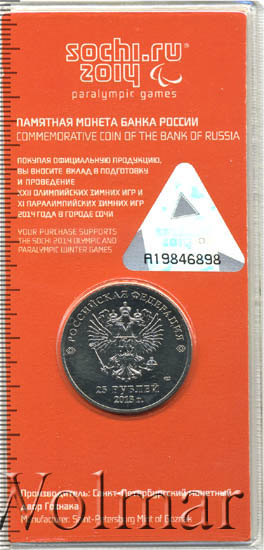 sochi.ru
2014
paralympic games
ПАМЯТНАЯ МОНЕТА БАНКА РОССИИ
COMMEMORATIVE COIN OF THE BANK OF RUSSIA
ПОКУПАЯ ОФИЦИАЛЬНУЮ ПРОДУКЦИЮ,
ВЫ ВНОСИТЕ ВКЛАД В ПОДГОТОВКУ
И ПРОВЕДЕНИЕ
XXII ОЛИМПИЙСКИХ ЗИМНИХ ИГР И
XI ПАРАЛИМПИЙСКИХ ЗИМНИХ ИГР
2014 ГОДА В ГОРОДЕ СОЧИ
YOUR PURCHASE SUPPORTS
THE SOCHI 2014 OLYMPIC AND
PARALYMPIC WINTER GAMES
A19846898
РОССИЙСКАЯ ФЕДЕРАЦИЯ
25 РУБЛЕЙ
2013 г.
Wolmar
Производитель: Санкт-Петербургский монетный
двор Гознака
Manufacturer: Saint-Petersburg Mint of Goznak